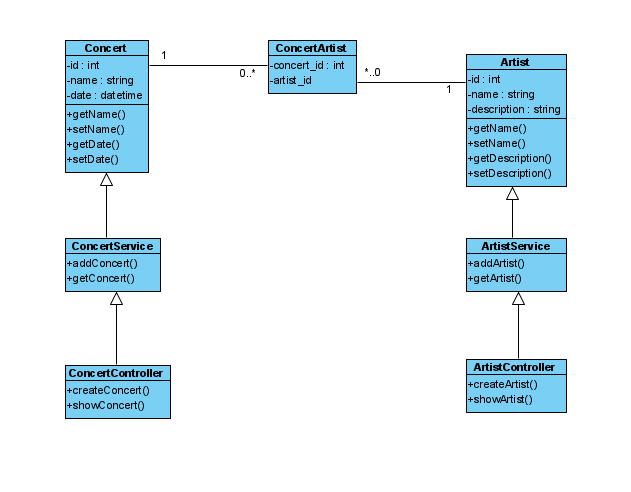 Concert
-id : int
-name : string
-date : datetime
+getName()
+setName()
+getDate()
+setDate()
1
0..*
ConcertArtist
-concert_id : int
-artist_id
*..0
1
Artist
-id : int
-name : string
-description : string
+getName()
+setName()
+getDescription()
+setDescription()
ConcertService
+addConcert()
+getConcert()
ArtistService
+addArtist()
+getArtist()
ConcertController
+createConcert()
+showConcert()
ArtistController
+createArtist()
+showArtist()